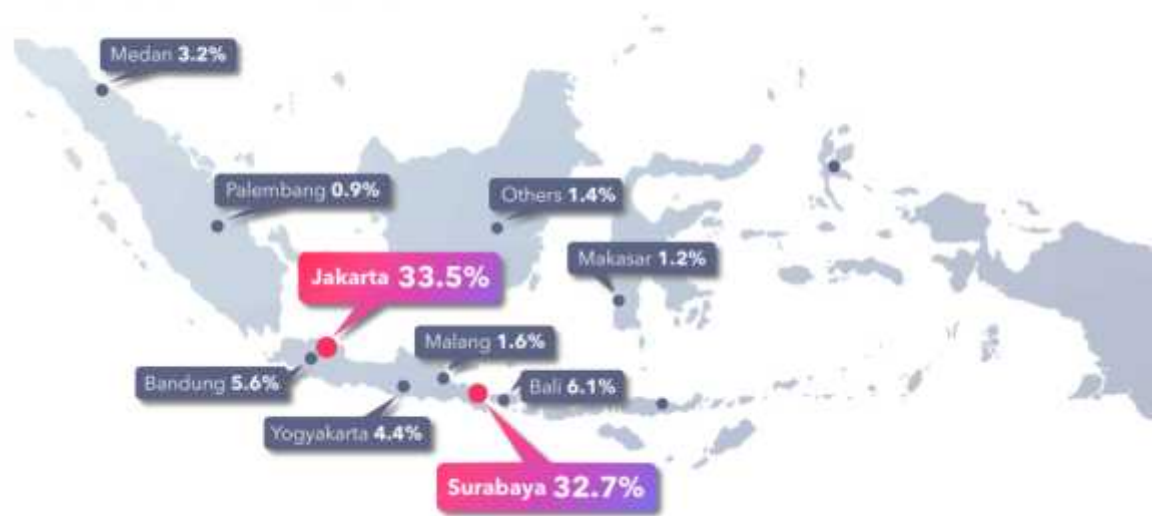 Medan 3.2%
Palembang 0.9%
Others 1.4%
Makasar 1.2%
Jakarta 33.5%
Malang 1.6%
Bandung 5.6%
Bali 6.1%
Yogyakarta 4.4%
Surabaya 32.7%